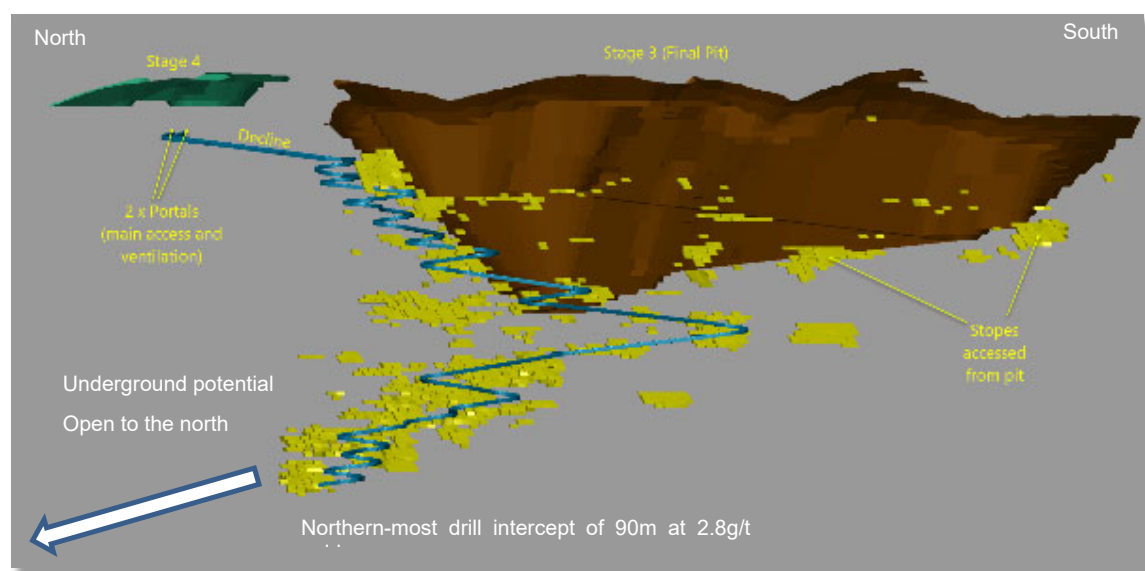 North
South
Stage 4
Stage 3 (Final Pit)
Decline
2 x Portals
(main access and
ventilation)
Stopes
accessed
from pit
Underground potential
Open to the north
Northern-most drill intercept of 90m at 2.8g/t